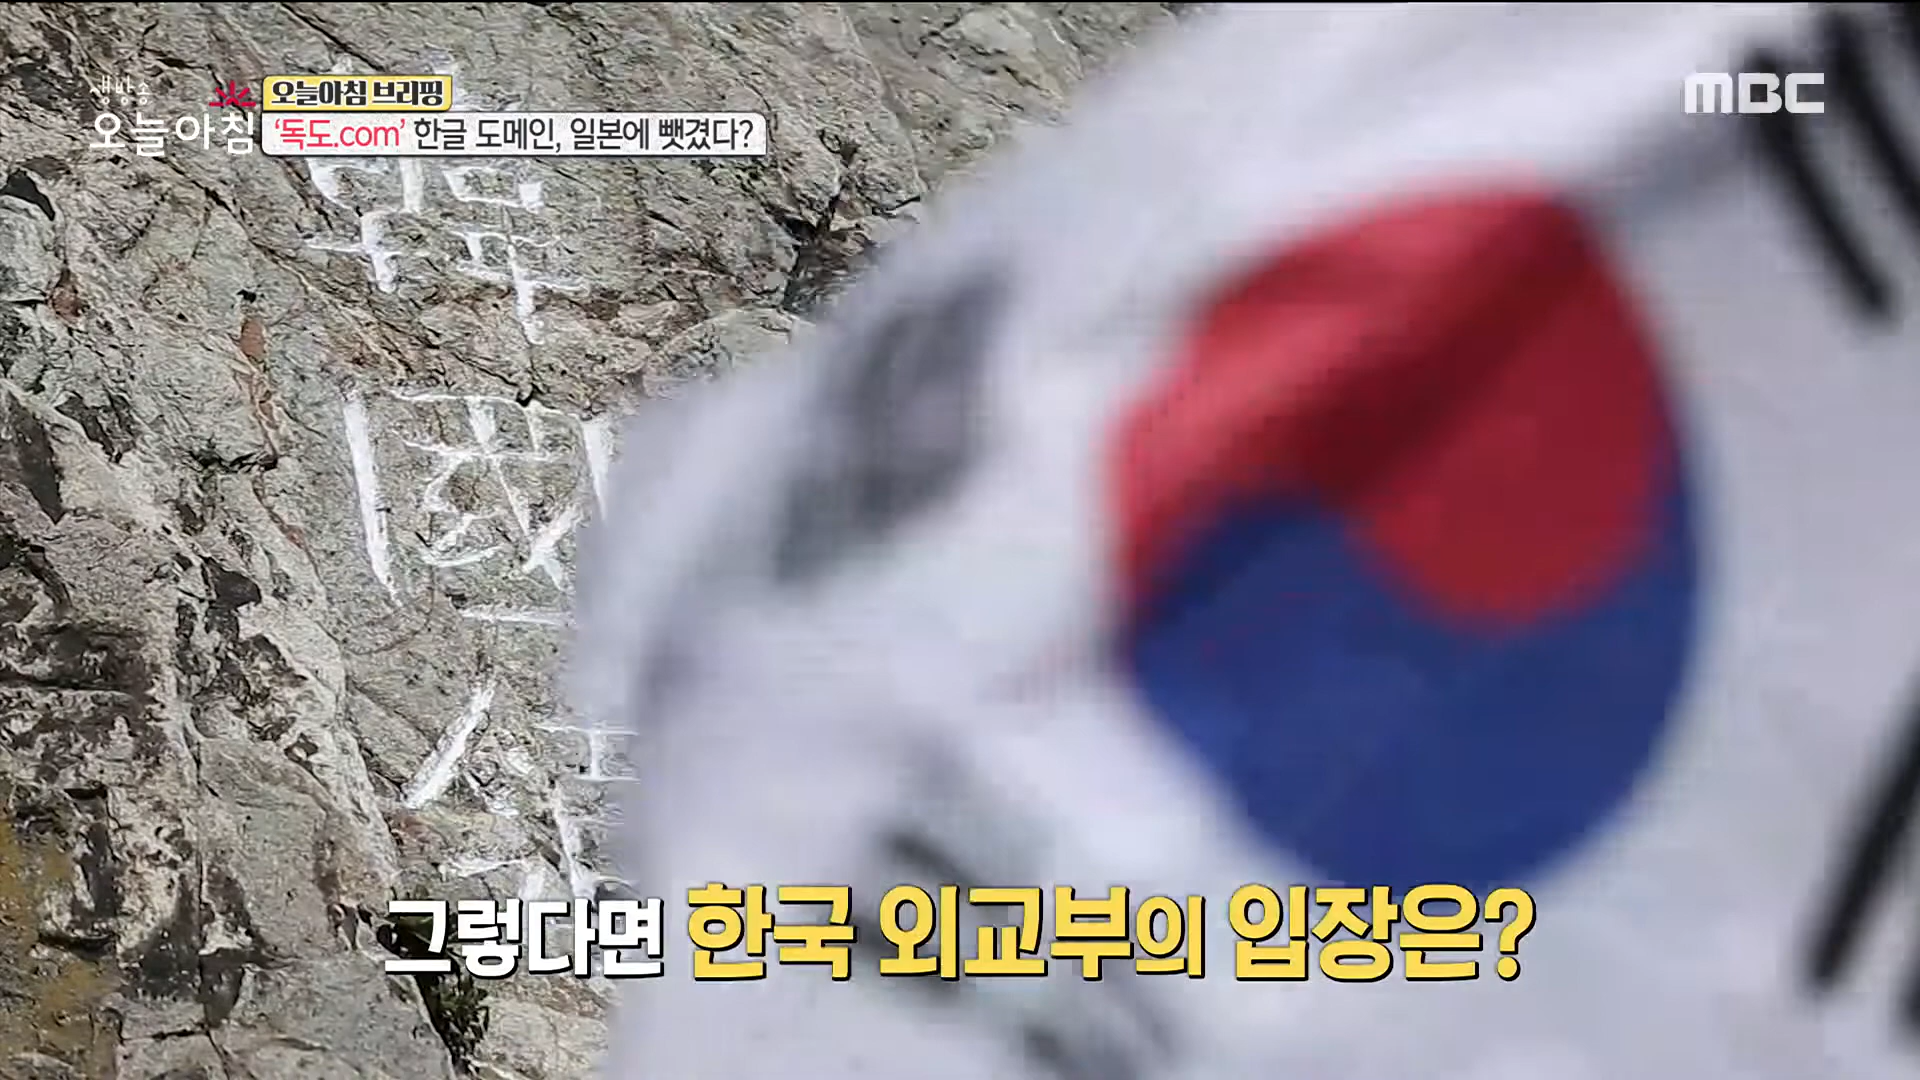 생방송
오늘아침
오늘아침 브리핑
'독도.com' 한글 도메인, 일본에 뺏겼다?
MBC
韓
國
그렇다면 한국 외교부의 입장은?